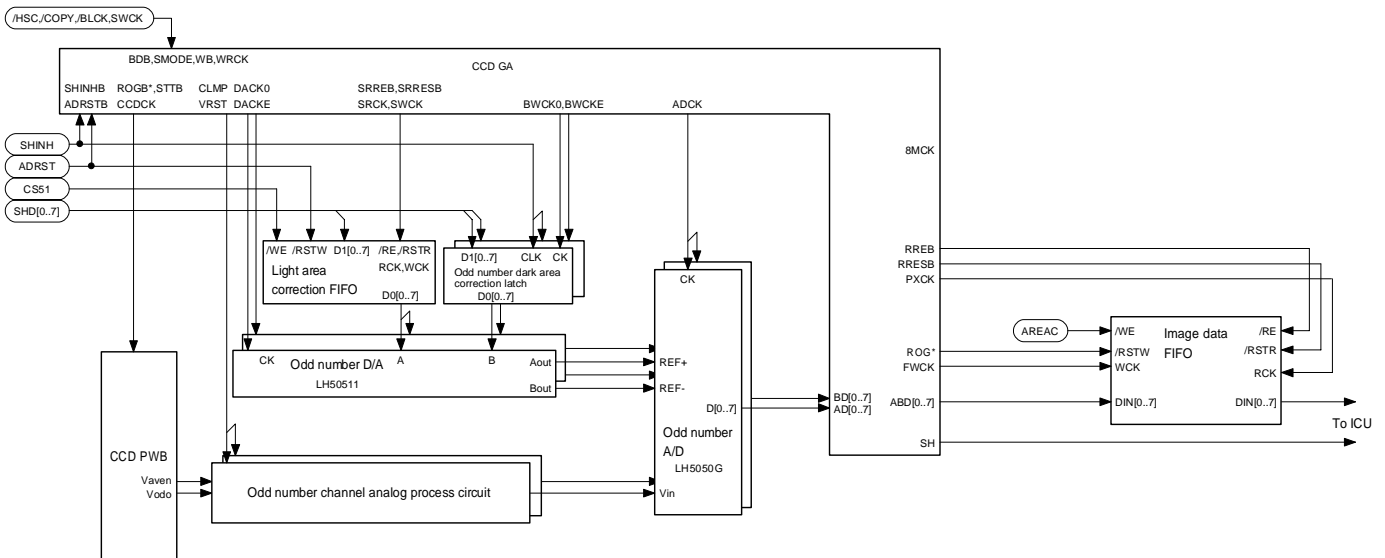 /HSC,/COPY,/BLCK,SWCK
BDB,SMODE,WB,WRCK
CCD GA
SHINHB ROGB*,STTB CLMP DACK0 SRREB,SRRESB
ADRSTB CCDCK VRST DACKE SRCK,SWCK BWCK0,BWCKE ADCK
SHINH
ADRST
CS51
SHD[0..7]
8MCK
/WE /RSTW D1[0..7] /RE,/RSTR
RCK,WCK
Light area
correction FIFO
D0[0..7]
D1[0..7] CLK CK
Odd number dark area
correction latch
D0[0..7]
CK
RREB
RRESB
PXCK
AREAC
/WE Image data /RE
FIFO
ROG* /RSTW /RSTR
FWCK WCK RCK
ABD[0..7] DIN[0..7] DIN[0..7]
To ICU
SH
CK Odd number D/A A B Aout
LH50511
Bout
REF+
REF-
D[0..7]
BD[0..7]
AD[0..7]
Odd number
A/D
LH5050G
Vin
CCD PWB
Vaven
Vodo
Odd number channel analog process circuit